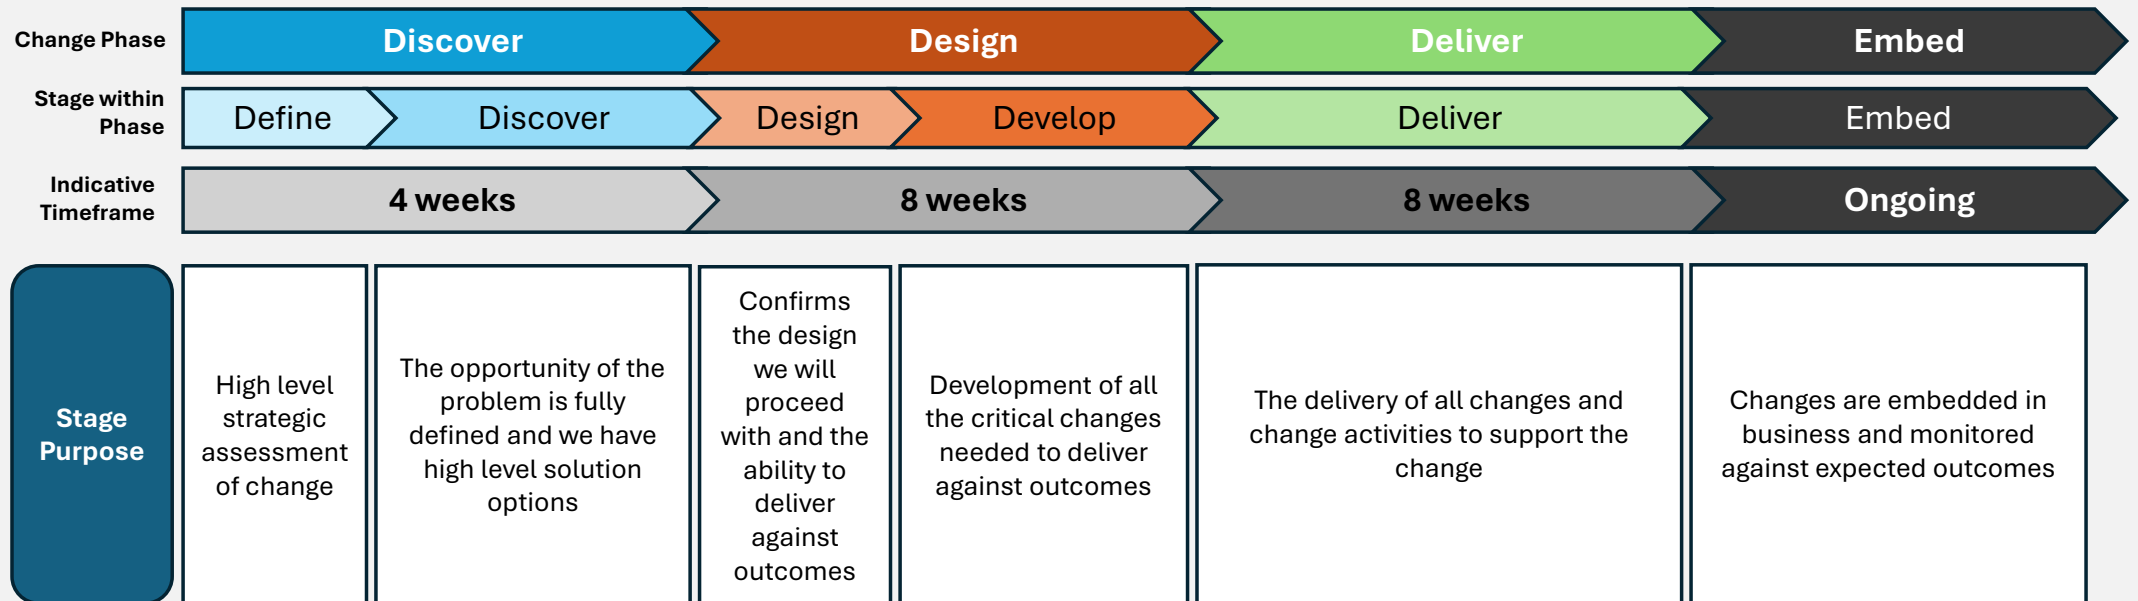 Change Phase
Discover
Design
Deliver
Embed
Stage within
Phase
Define
Discover
Design
Develop
Deliver
Embed
Indicative
Timeframe
4 weeks
8 weeks
8 weeks
Ongoing
Stage
Purpose
High level
strategic
assessment
of change
The opportunity of the
problem is fully
defined and we have
high level solution
options
Confirms
the design
we will
proceed
with and the
ability to
deliver
against
outcomes
Development of all
the critical changes
needed to deliver
against outcomes
The delivery of all changes and
change activities to support the
change
Changes are embedded in
business and monitored
against expected outcomes